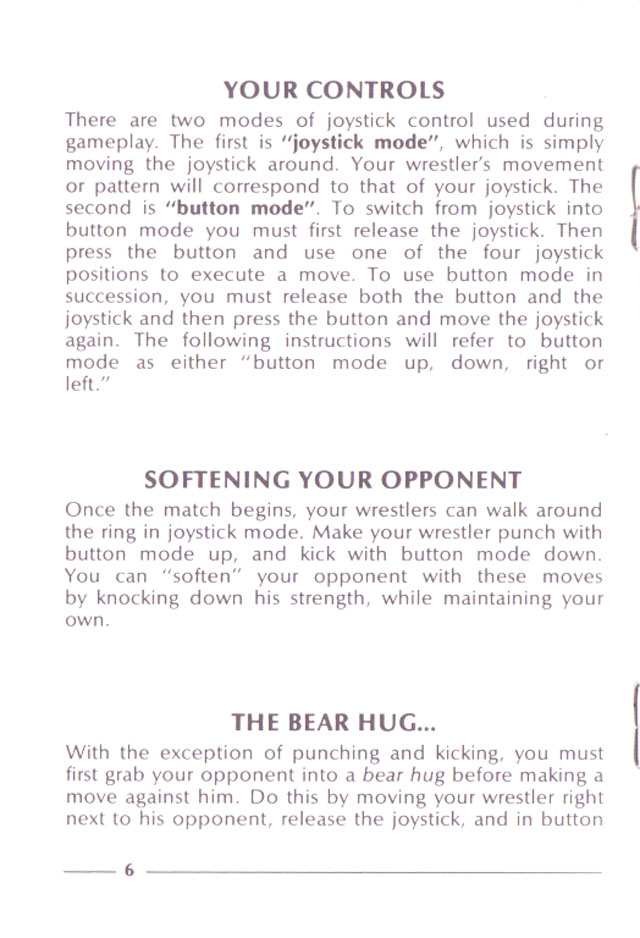 YOUR CONTROLS
There are two modes of joystick control used during
gameplay. The first is "joystick mode", which is simply
moving the joystick around. Your wrestler's movement
or pattern will correspond to that of your joystick. The
second is "button mode". To switch from joystick into
button mode you must first release the joystick. Then
press the button and use one of the four joystick
positions to execute a move. To use button mode in
succession, you must release both the button and the
joystick and then press the button and move the joystick
again. The following instructions will refer to button
mode as either "button mode up, down, right or
left."
SOFTENING YOUR OPPONENT
Once the match begins, your wrestlers can walk around
the ring in joystick mode. Make your wrestler punch with
button mode up, and kick with button mode down.
You can "soften" your opponent with these moves
by knocking down his strength, while maintaining your
own.
THE BEAR HUG...
With the exception of punching and kicking, you must
first grab your opponent into a bear hug before making a
move against him. Do this by moving your wrestler right
next to his opponent, release the joystick, and in button
6